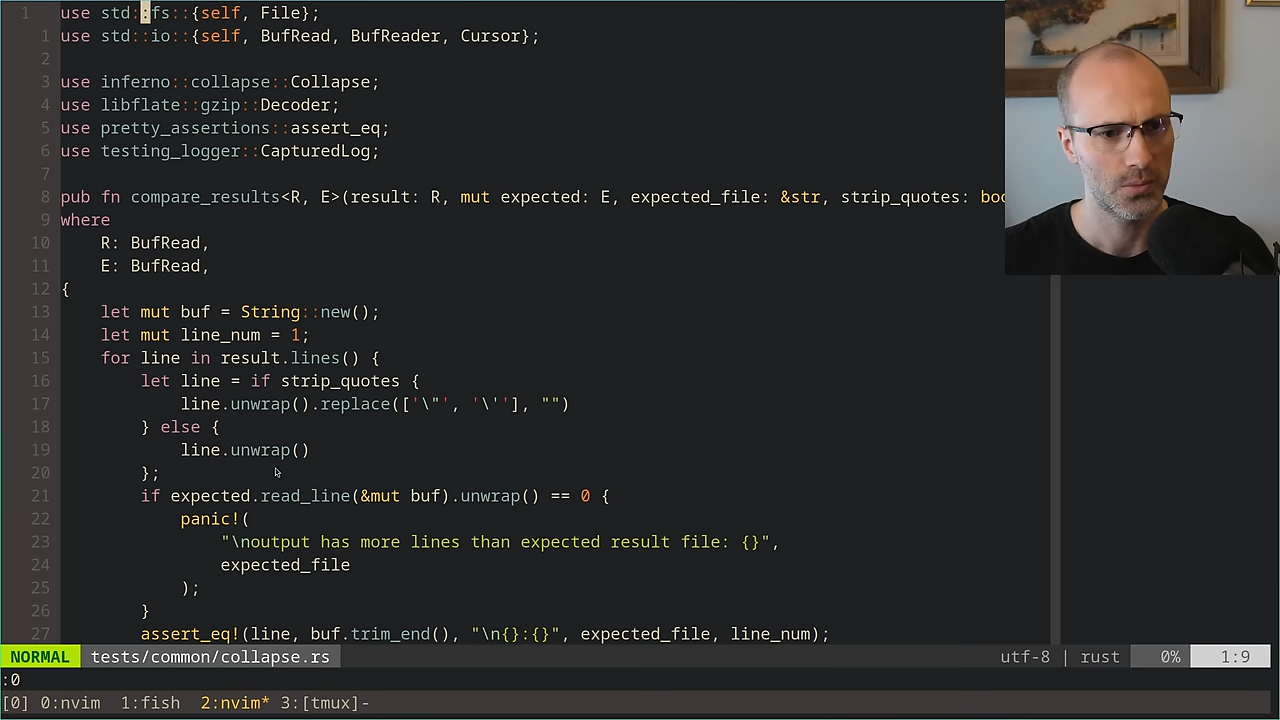 1 use std::fs::{self, File};
1 use std::io::{self, BufRead, BufReader, Cursor};
2
3 use inferno::collapse::Collapse;
4 use libflate::gzip::Decoder;
5 use pretty_assertions::assert_eq;
6 use testing_logger::CapturedLog;
7
8 pub fn compare_results<R, E>(result: R, mut expected: E, expected_file: &str, strip_quotes: boo
9 where
10     R: BufRead,
11     E: BufRead,
12 {
13     let mut buf = String::new();
14     let mut line_num = 1;
15     for line in result.lines() {
16         let line = if strip_quotes {
17             line.unwrap().replace(['\"', '\''], "")
18         } else {
19             line.unwrap()
20         };
21         if expected.read_line(&mut buf).unwrap() == 0 {
22             panic!(
23                 "\noutput has more lines than expected result file: {}",
24                 expected_file
25             );
26         }
27         assert_eq!(line, buf.trim_end(), "\n{}:{}", expected_file, line_num);
NORMAL tests/common/collapse.rs utf-8 | rust 0% 1:9
:0
[0] 0:nvim 1:fish 2:nvim* 3:[tmux]-